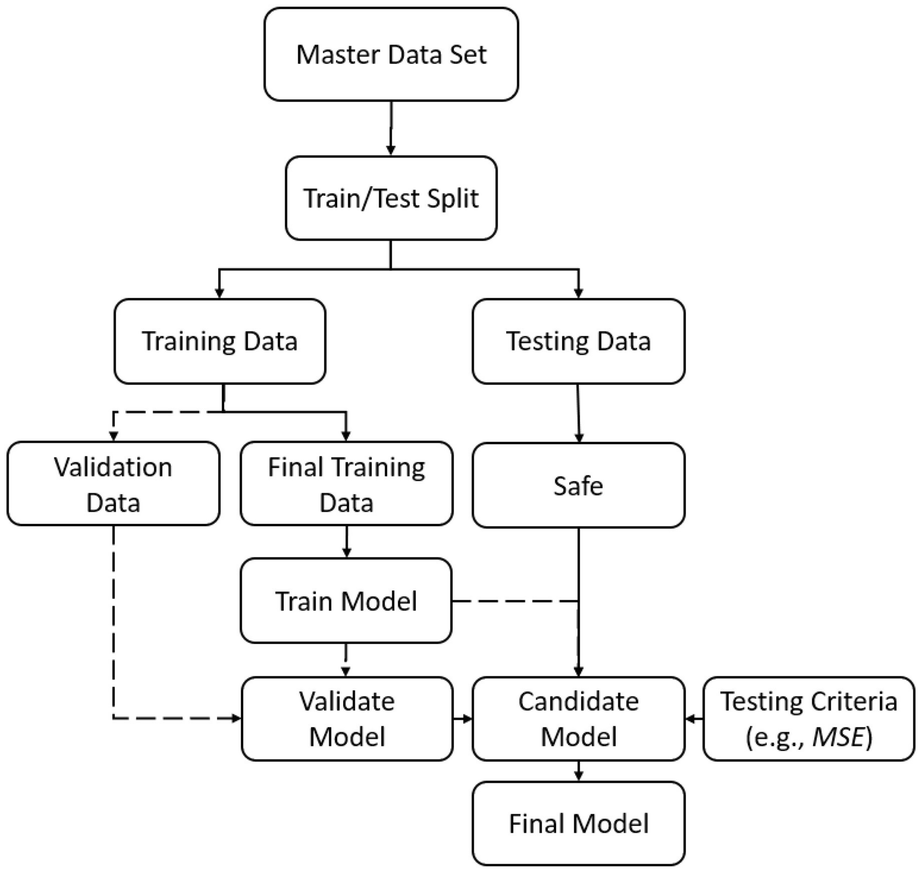 Master Data Set
Train/Test Split
Training Data
Testing Data
Validation
Data
Final Training
Data
Safe
Train Model
Validate
Model
Candidate
Model
Testing Criteria
(e.g., MSE)
Final Model